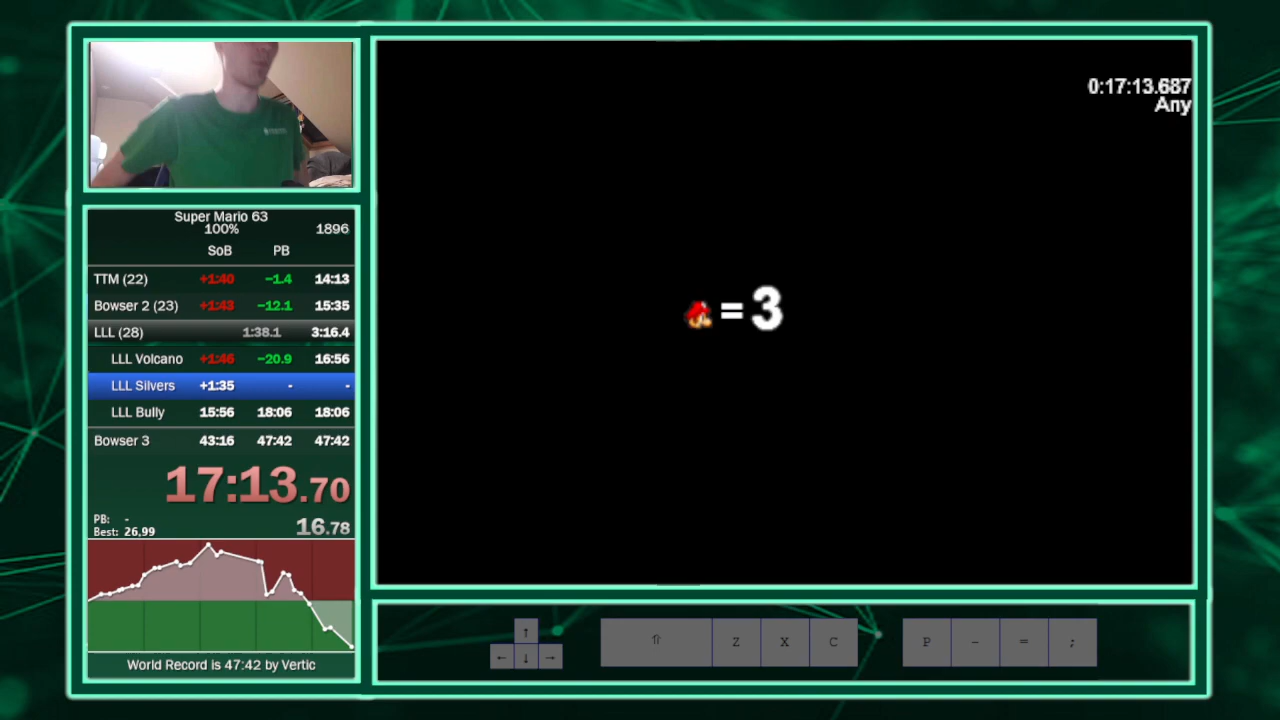 0:17:13.687
Any
= 3
Super Mario 63
100% 1896
SoB PB
TTM (22) +1:40 −1.4 14:13
Bowser 2 (23) +1:43 −12.1 15:35
LLL (28) 1:38.1 3:16.4
LLL Volcano +1:46 −20.9 16:56
LLL Silvers +1:35 - -
LLL Bully 15:56 18:06 18:06
Bowser 3 43:16 47:42 47:42
17:13.70
PB: - 16.78
Best: 26,99
World Record is 47:42 by Vertic
↑
← ↓ →
⇧ Z X C
P - = ;